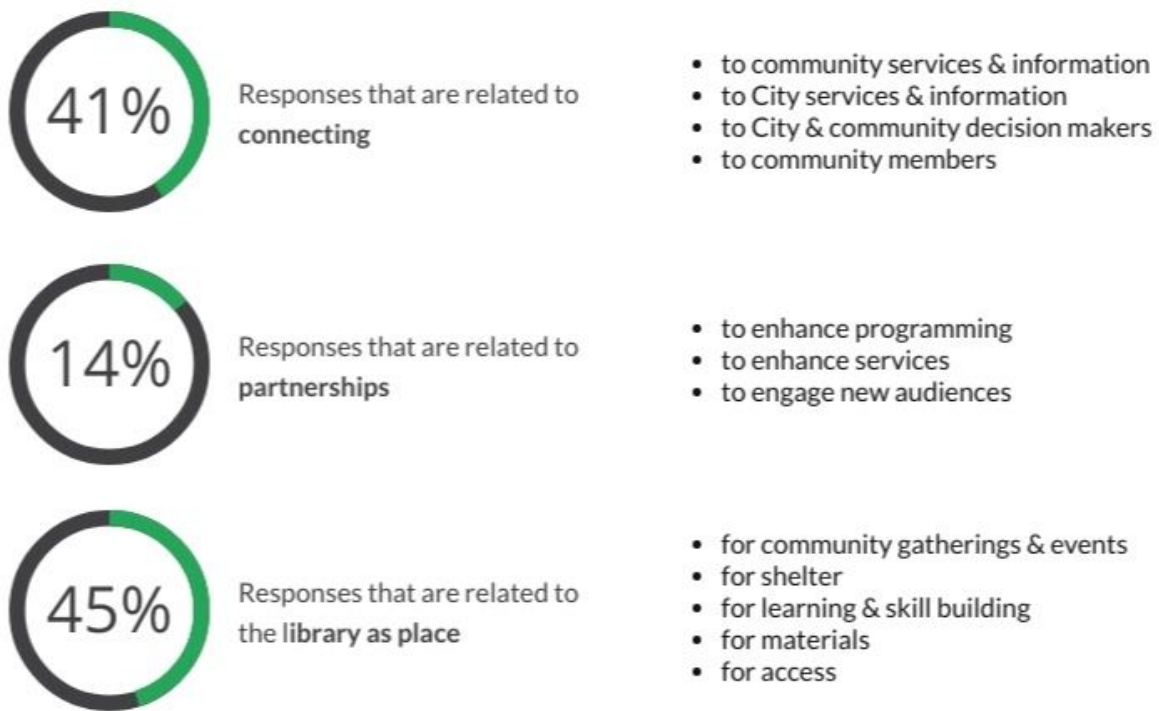 41%
Responses that are related to
connecting
• to community services & information
• to City services & information
• to City & community decision makers
• to community members
14%
Responses that are related to
partnerships
• to enhance programming
• to enhance services
• to engage new audiences
45%
Responses that are related to
the library as place
• for community gatherings & events
• for shelter
• for learning & skill building
• for materials
• for access